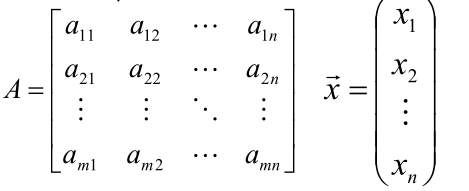 A = [ a₁₁ a₁₂ ⋯ a₁ₙ    x⃗ = ( x₁
a₂₁ a₂₂ ⋯ a₂ₙ    x₂
⋮ ⋮ ⋱ ⋮    ⋮
aₘ₁ aₘ₂ ⋯ aₘₙ ]    xₙ )